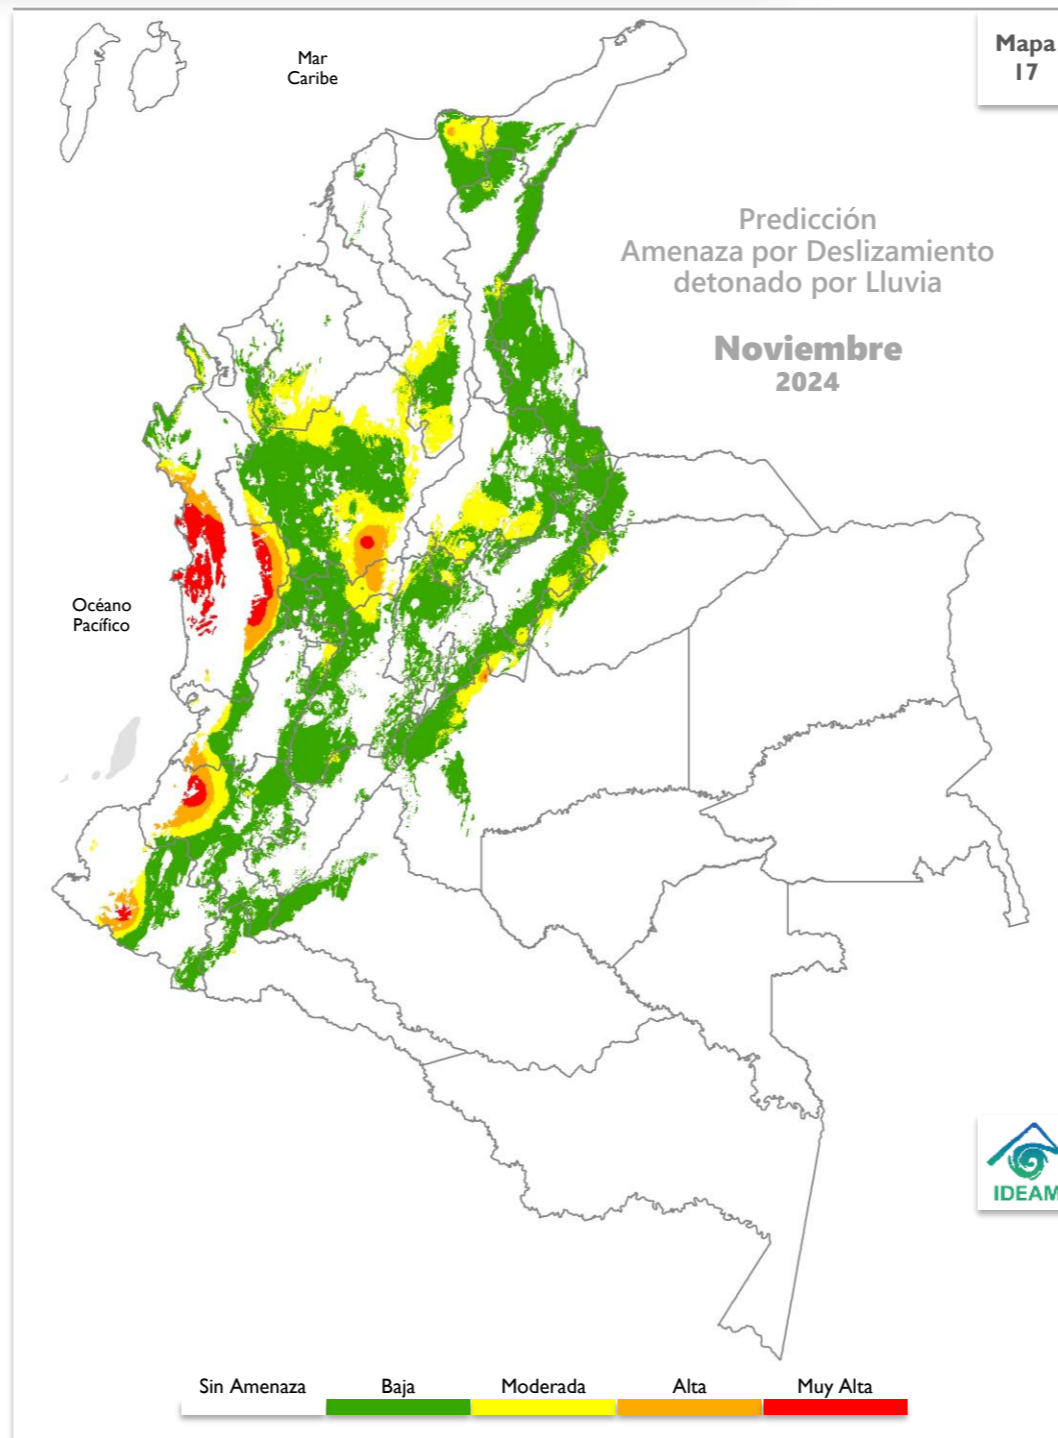 Mar
Caribe
Mapa
17
Predicción
Amenaza por Deslizamiento
detonado por Lluvia
Noviembre
2024
Océano
Pacífico
IDEAM
Sin Amenaza
Baja
Moderada
Alta
Muy Alta